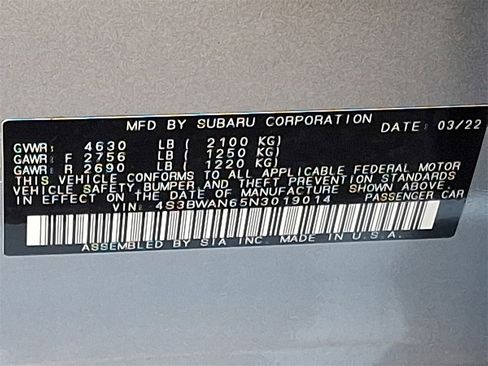 MFD BY SUBARU CORPORATION DATE: 03/22
GVWR: 4630 LB ( 2100 KG)
GAWR: F 2756 LB ( 1250 KG)
GAWR: R 2690 LB ( 1220 KG)
THIS VEHICLE CONFORMS TO ALL APPLICABLE FEDERAL MOTOR
VEHICLE SAFETY, BUMPER AND THEFT PREVENTION STANDARDS
IN EFFECT ON THE DATE OF MANUFACTURE SHOWN ABOVE.
VIN: 4S3BWAN65N3019014 PASSENGER CAR
ASSEMBLED BY SIA INC. MADE IN U.S.A.